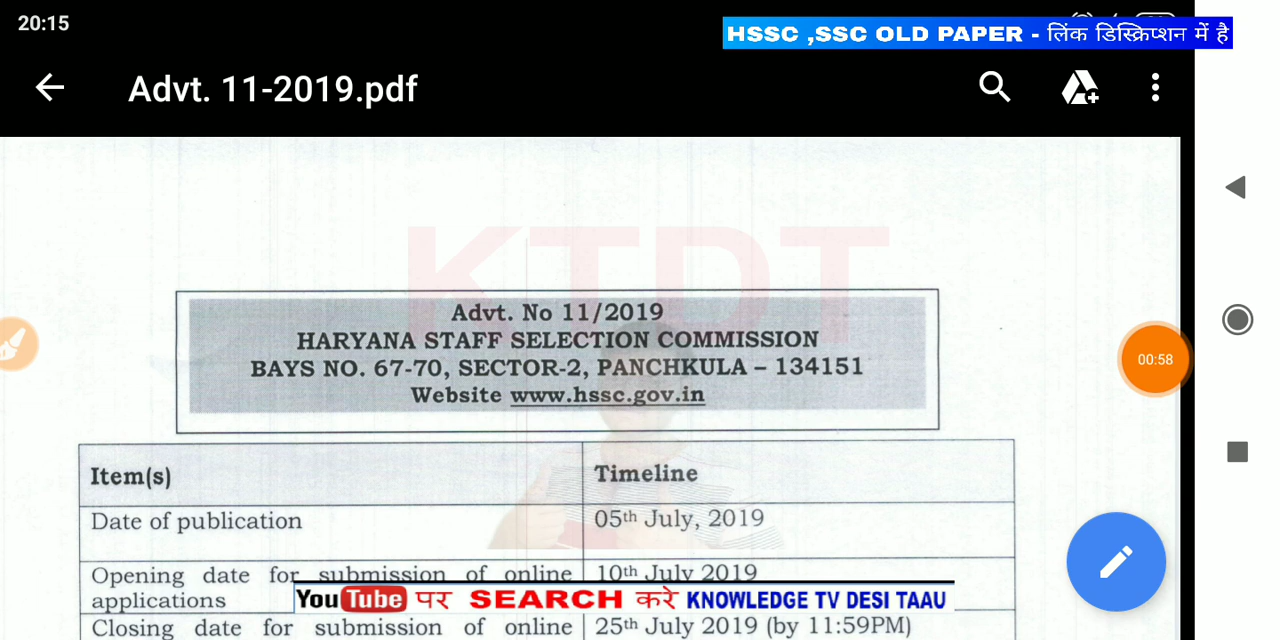 20:15
HSSC ,SSC OLD PAPER - लिंक डिस्क्रिप्शन में है
Advt. 11-2019.pdf
KTDT
Advt. No 11/2019
HARYANA STAFF SELECTION COMMISSION
BAYS NO. 67-70, SECTOR-2, PANCHKULA – 134151
Website www.hssc.gov.in
00:58
Item(s) Timeline
Date of publication 05th July, 2019
Opening date for submission of online 10th July 2019
applications
YouTube पर SEARCH करे KNOWLEDGE TV DESI TAAU
Closing date for submission of online 25th July 2019 (by 11:59PM)